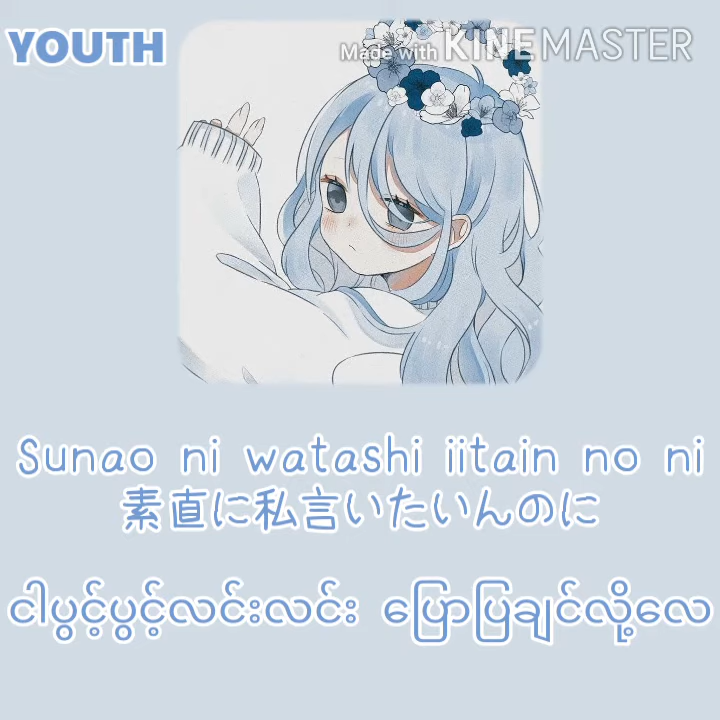 YOUTH
Made with KINEMASTER
Sunao ni watashi iitain no ni
素直に私言いたいんのに
ငါပွင့်ပွင့်လင်းလင်း ပြောပြချင်လို့လေ